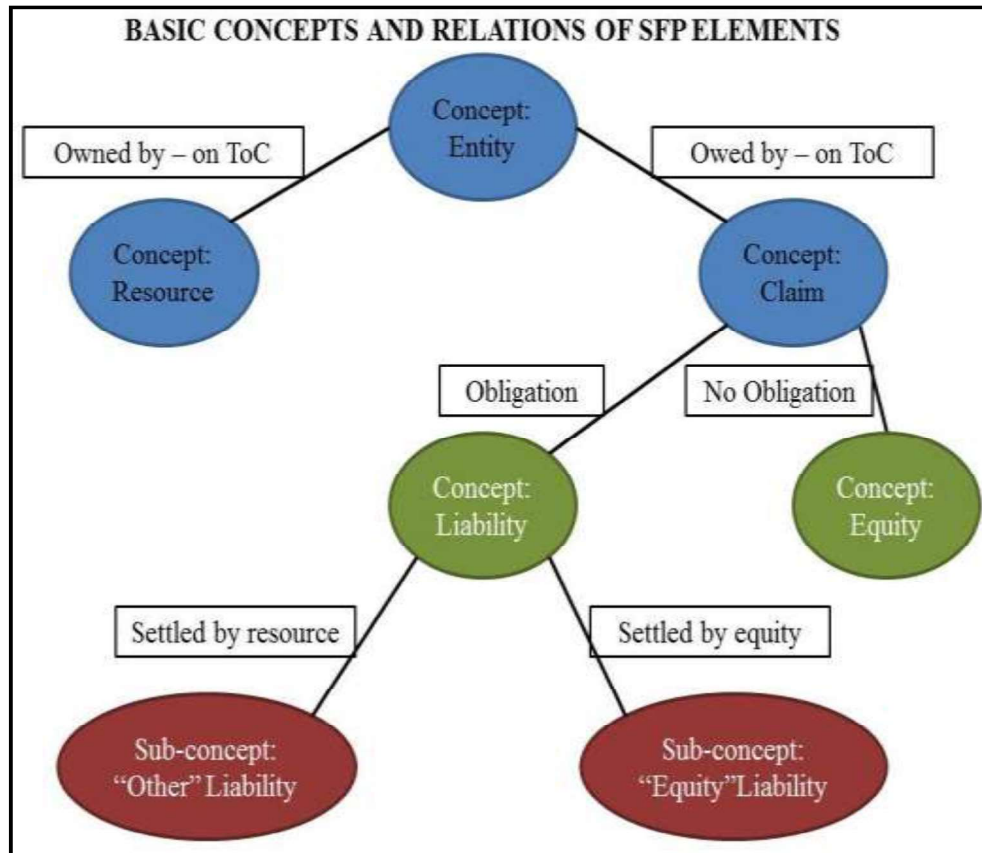 BASIC CONCEPTS AND RELATIONS OF SFP ELEMENTS
Concept:
Entity
Owned by – on ToC
Owed by – on ToC
Concept:
Resource
Concept:
Claim
Obligation
No Obligation
Concept:
Liability
Concept:
Equity
Settled by resource
Settled by equity
Sub-concept:
“Other” Liability
Sub-concept:
“Equity”Liability